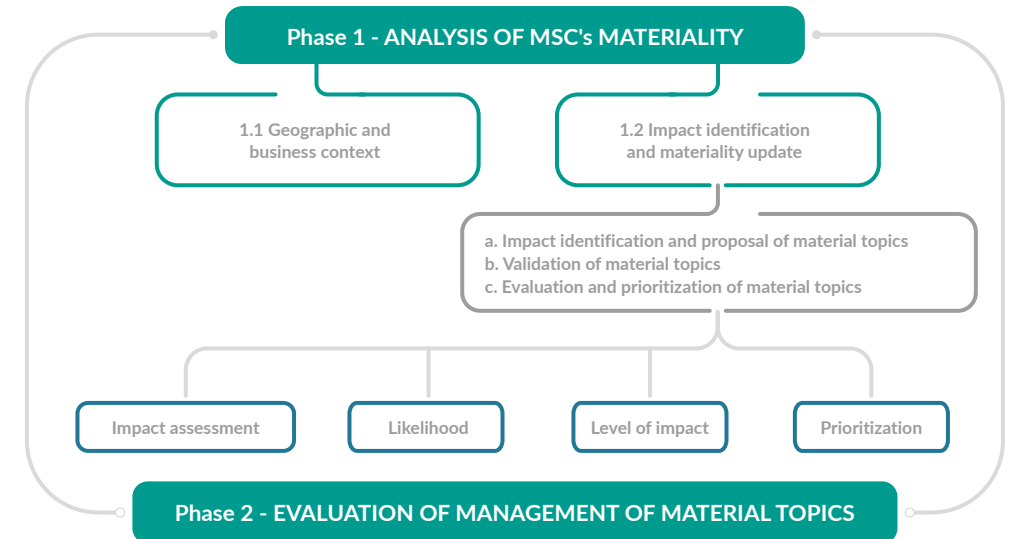 Phase 1 - ANALYSIS OF MSC's MATERIALITY
1.1 Geographic and
business context
1.2 Impact identification
and materiality update
a. Impact identification and proposal of material topics
b. Validation of material topics
c. Evaluation and prioritization of material topics
Impact assessment
Likelihood
Level of impact
Prioritization
Phase 2 - EVALUATION OF MANAGEMENT OF MATERIAL TOPICS